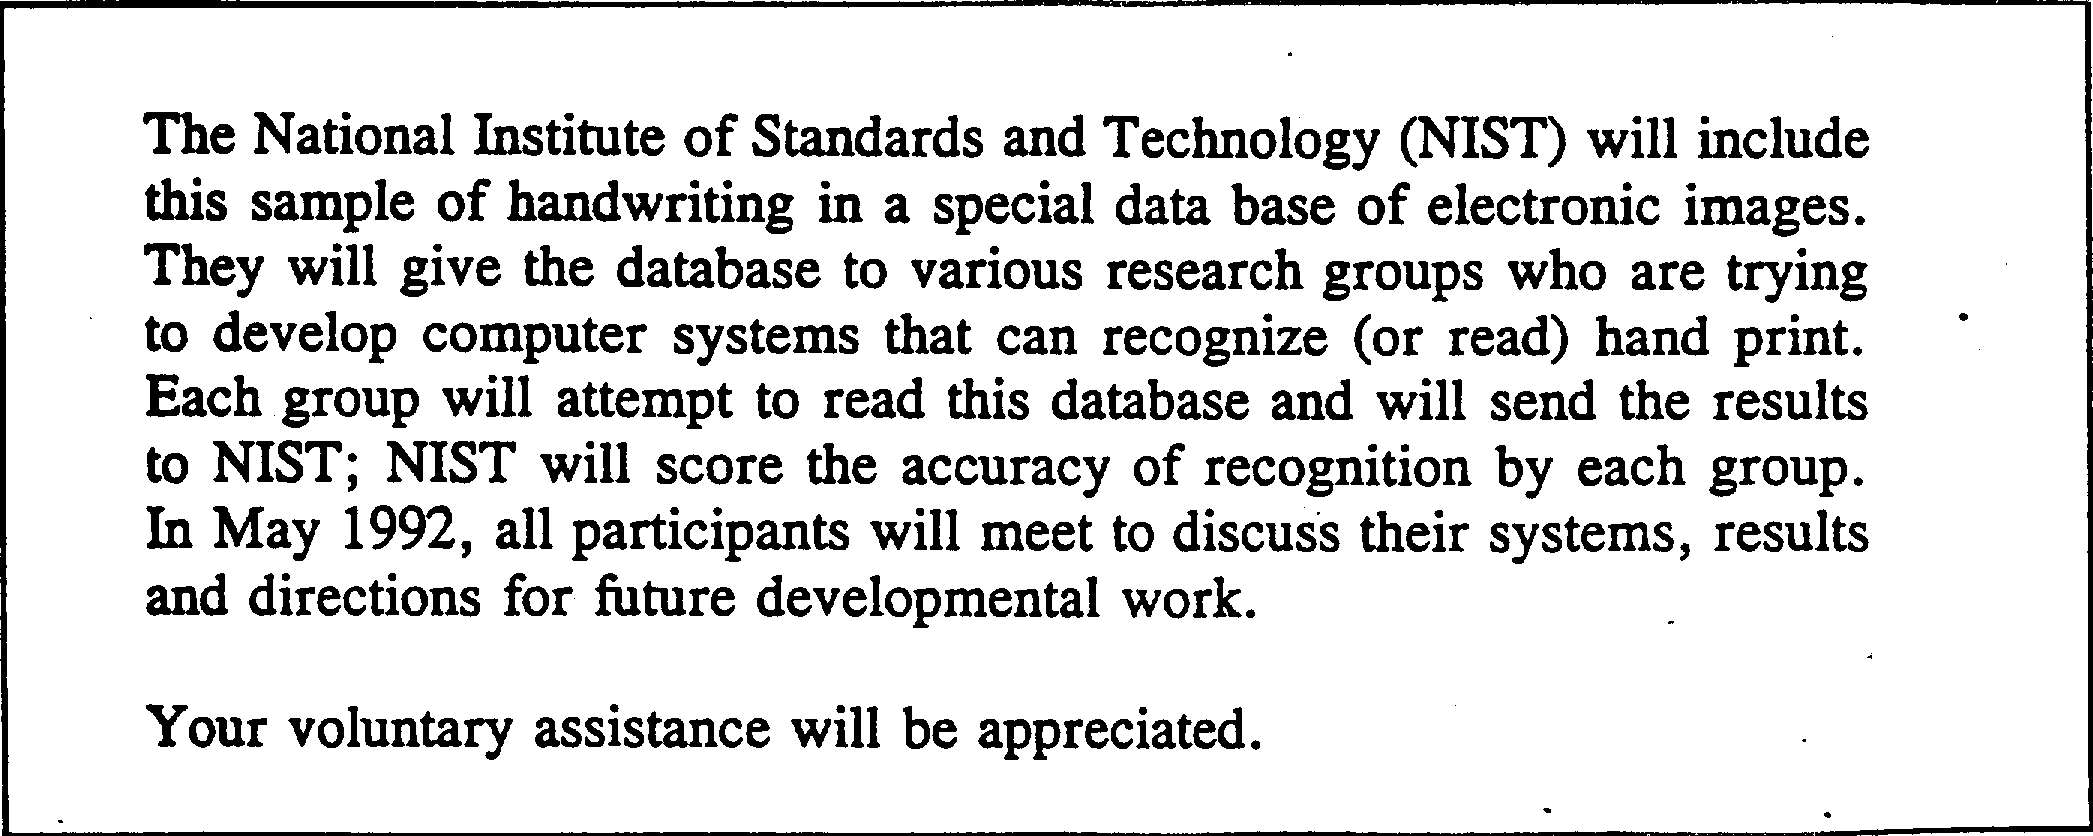 The National Institute of Standards and Technology (NIST) will include
this sample of handwriting in a special data base of electronic images.
They will give the database to various research groups who are trying
to develop computer systems that can recognize (or read) hand print.
Each group will attempt to read this database and will send the results
to NIST; NIST will score the accuracy of recognition by each group.
In May 1992, all participants will meet to discuss their systems, results
and directions for future developmental work.

Your voluntary assistance will be appreciated.